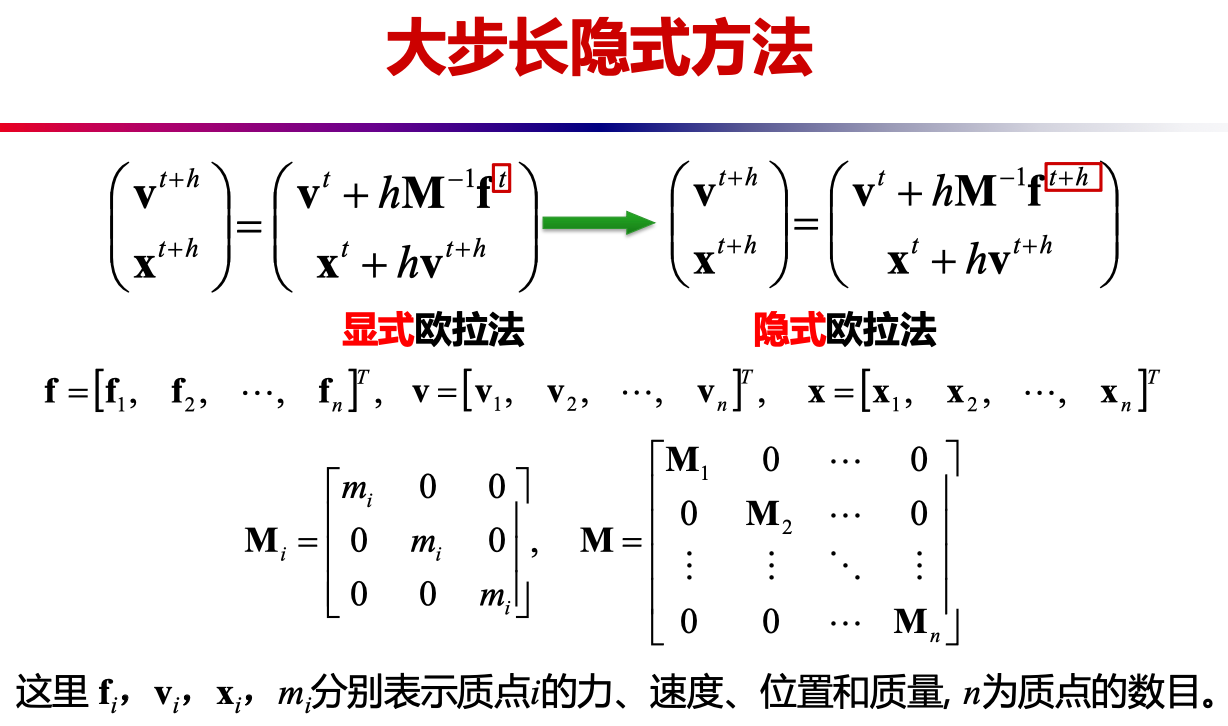 大步长隐式方法
$\begin{pmatrix} \mathbf{v}^{t+h} \\ \mathbf{x}^{t+h} \end{pmatrix} = \begin{pmatrix} \mathbf{v}^{t} + h\mathbf{M}^{-1}\mathbf{f}^{t} \\ \mathbf{x}^{t} + h\mathbf{v}^{t+h} \end{pmatrix}$ $\begin{pmatrix} \mathbf{v}^{t+h} \\ \mathbf{x}^{t+h} \end{pmatrix} = \begin{pmatrix} \mathbf{v}^{t} + h\mathbf{M}^{-1}\mathbf{f}^{t+h} \\ \mathbf{x}^{t} + h\mathbf{v}^{t+h} \end{pmatrix}$
显式欧拉法 隐式欧拉法
$\mathbf{f} = [\mathbf{f}_1, \mathbf{f}_2, \cdots, \mathbf{f}_n]^T, \mathbf{v} = [\mathbf{v}_1, \mathbf{v}_2, \cdots, \mathbf{v}_n]^T, \mathbf{x} = [\mathbf{x}_1, \mathbf{x}_2, \cdots, \mathbf{x}_n]^T$
$\mathbf{M}_i = \begin{bmatrix} m_i & 0 & 0 \\ 0 & m_i & 0 \\ 0 & 0 & m_i \end{bmatrix}, \mathbf{M} = \begin{bmatrix} \mathbf{M}_1 & 0 & \cdots & 0 \\ 0 & \mathbf{M}_2 & \cdots & 0 \\ \vdots & \vdots & \ddots & \vdots \\ 0 & 0 & \cdots & \mathbf{M}_n \end{bmatrix}$
这里 $\mathbf{f}_i$，$\mathbf{v}_i$，$\mathbf{x}_i$，$m_i$分别表示质点$i$的力、速度、位置和质量, $n$为质点的数目。